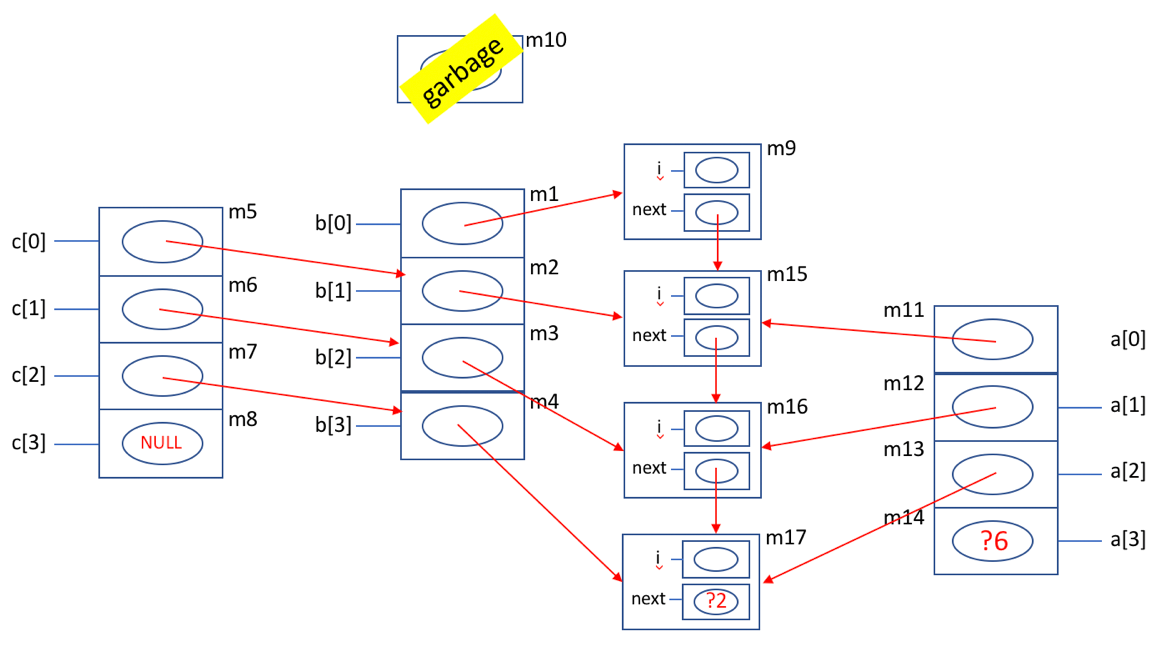 garbage
m10
c[0]
m5
c[1]
m6
c[2]
m7
c[3]
NULL
m8
b[0]
m1
b[1]
m2
b[2]
m3
b[3]
m4
i
next
m9
i
next
m15
i
next
m16
i
next
?2
m17
m11
a[0]
m12
a[1]
m13
a[2]
m14
?6
a[3]